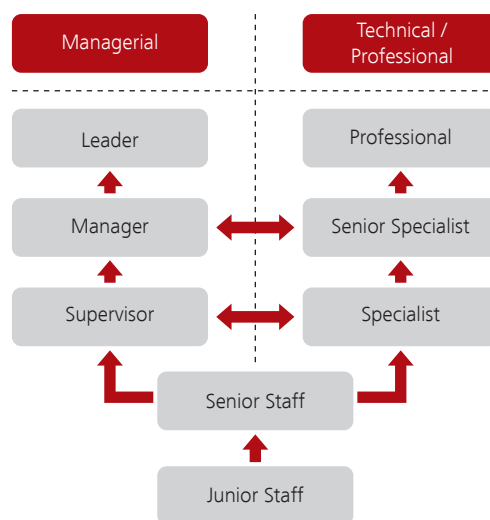 Managerial
Technical /
Professional
Leader
Professional
Manager
Senior Specialist
Supervisor
Specialist
Senior Staff
Junior Staff